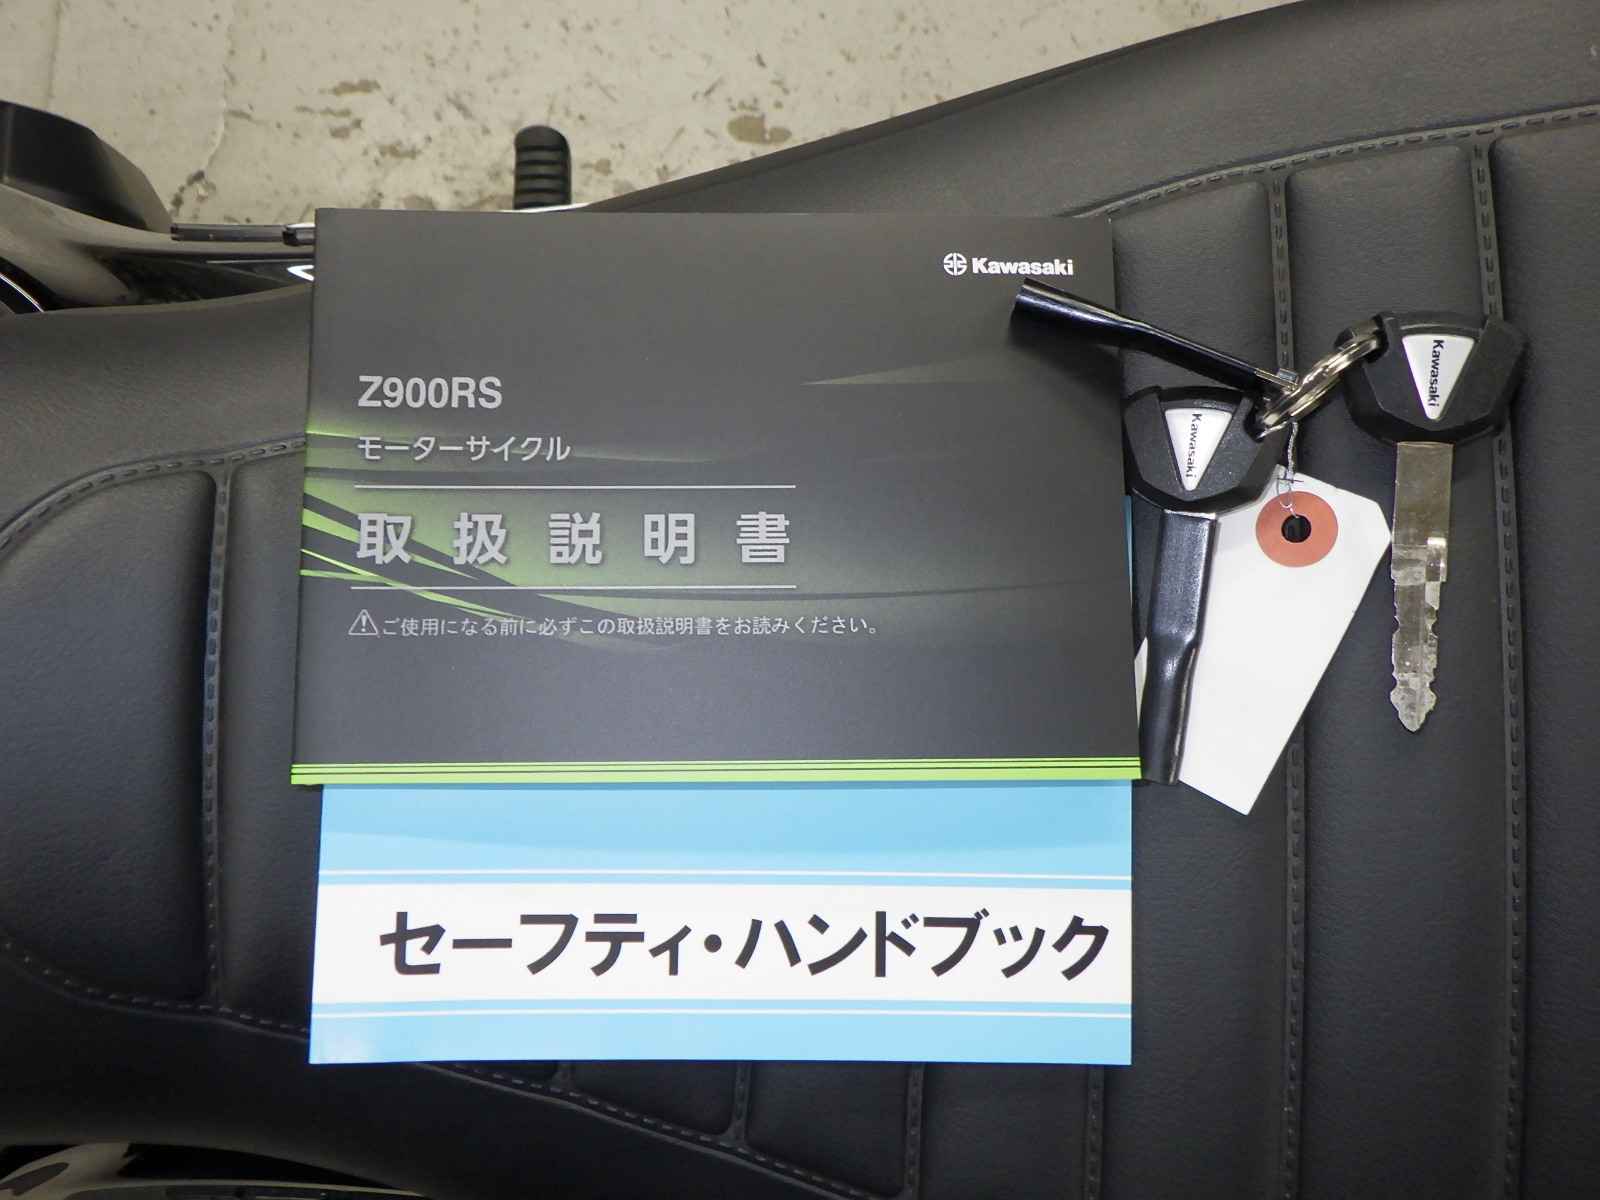 Kawasaki
Z900RS
モーターサイクル
取扱説明書
⚠ご使用になる前に必ずこの取扱説明書をお読みください。
Kawasaki
Kawasaki
セーフティ・ハンドブック